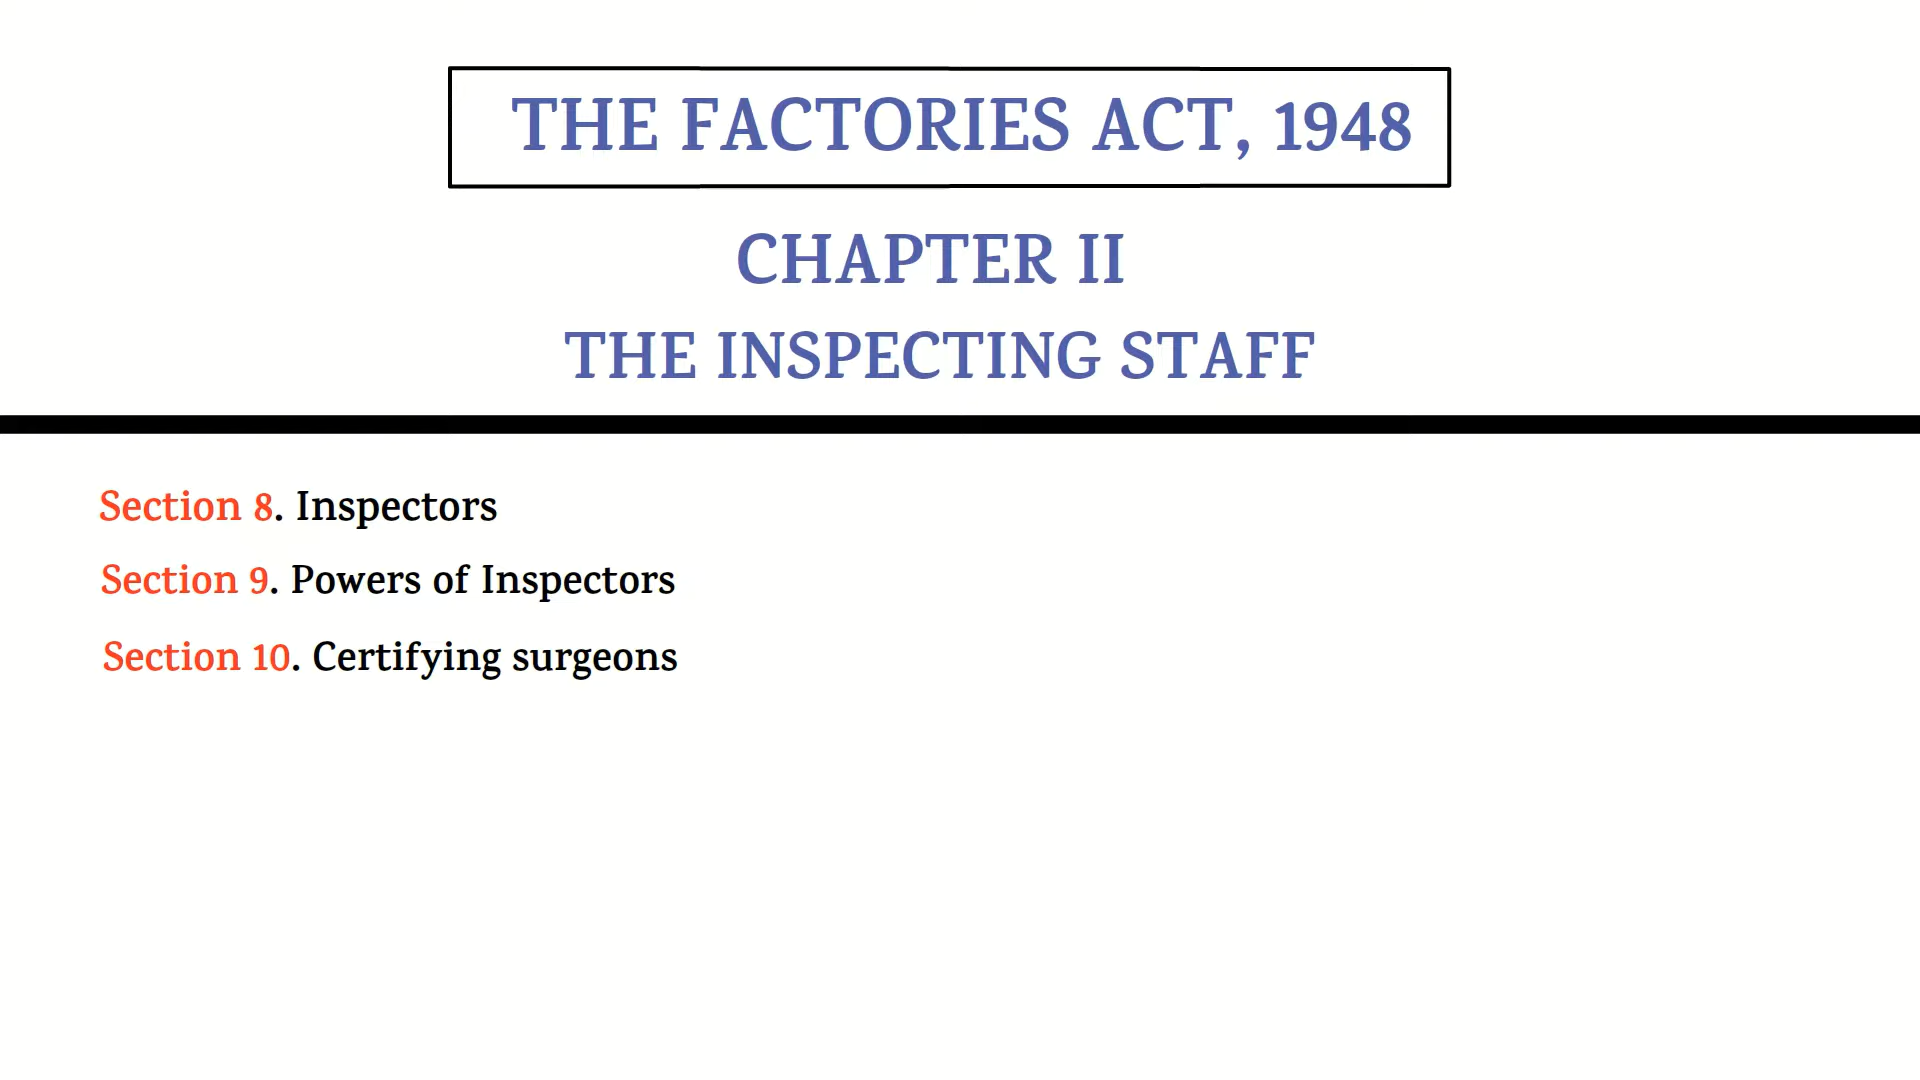 THE FACTORIES ACT, 1948
CHAPTER II
THE INSPECTING STAFF
Section 8. Inspectors
Section 9. Powers of Inspectors
Section 10. Certifying surgeons